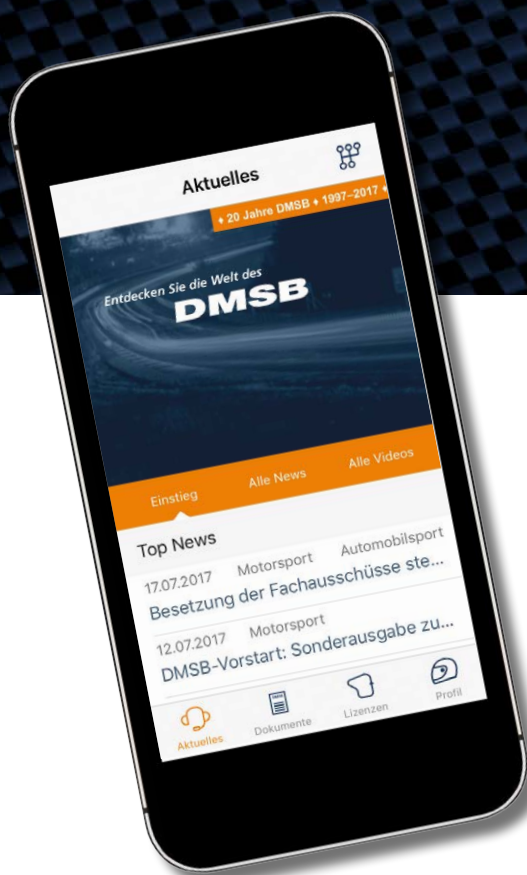 Aktuelles
♦ 20 Jahre DMSB ♦ 1997–2017 ♦
Entdecken Sie die Welt des
DMSB
Einstieg Alle News Alle Videos
Top News
17.07.2017 Motorsport Automobilsport
Besetzung der Fachausschüsse ste...
12.07.2017 Motorsport
DMSB-Vorstart: Sonderausgabe zu...
Aktuelles Dokumente Lizenzen Profil